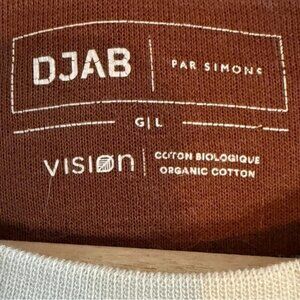 DJAB
PAR SIMONS
G|L
VISION
COTON BIOLOGIQUE
ORGANIC COTTON